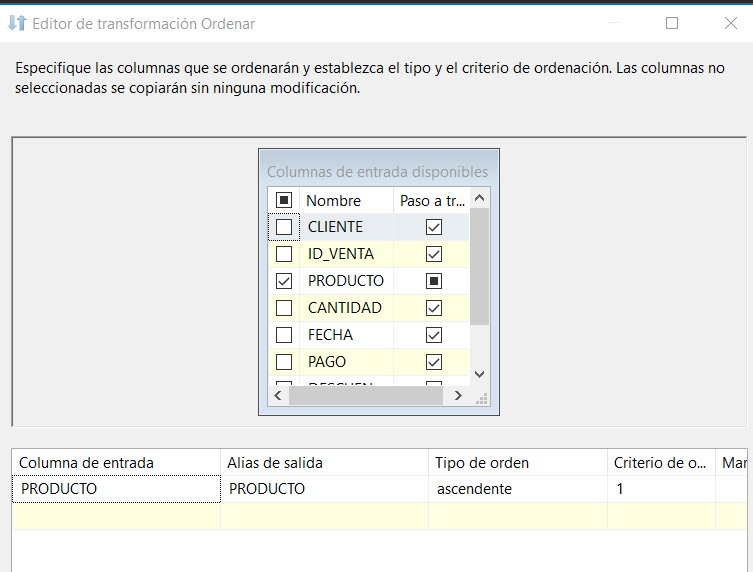 Editor de transformación Ordenar
Especifique las columnas que se ordenarán y establezca el tipo y el criterio de ordenación. Las columnas no
seleccionadas se copiarán sin ninguna modificación.
Columnas de entrada disponibles
Nombre Paso a tr...
CLIENTE
ID_VENTA
PRODUCTO
CANTIDAD
FECHA
PAGO
Columna de entrada Alias de salida Tipo de orden Criterio de o... Mar
PRODUCTO PRODUCTO ascendente 1